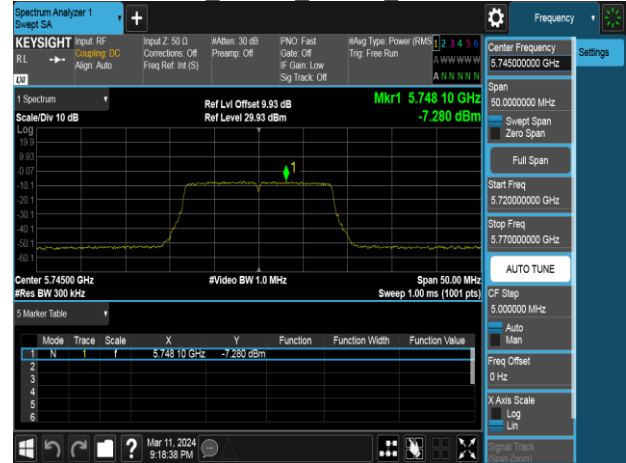 Spectrum Analyzer 1
Swept SA
+
Frequency
KEYSIGHT
RL
LXI
Input: RF
Coupling: DC
Align: Auto
Input Z: 50 Ω
Corrections: Off
Freq Ref: Int (S)
#Atten: 30 dB
Preamp: Off
PNO: Fast
Gate: Off
IF Gain: Low
Sig Track: Off
#Avg Type: Power (RMS
Trig: Free Run
1 2 3 4 5 6
A W W W W W
A N N N N N
1 Spectrum
Scale/Div 10 dB
Ref Lvl Offset 9.93 dB
Ref Level 29.93 dBm
Mkr1 5.748 10 GHz
-7.280 dBm
Log
19.9
9.93
-0.07
-10.1
-20.1
-30.1
-40.1
-50.1
-60.1
1
Center 5.74500 GHz
#Res BW 300 kHz
#Video BW 1.0 MHz
Span 50.00 MHz
Sweep 1.00 ms (1001 pts)
5 Marker Table
Mode Trace Scale X Y Function Function Width Function Value
1 N 1 f 5.748 10 GHz -7.280 dBm
2
3
4
5
6
Mar 11, 2024
9:18:38 PM
?
Center Frequency
5.745000000 GHz
Settings
Span
50.0000000 MHz
Swept Span
Zero Span
Full Span
Start Freq
5.720000000 GHz
Stop Freq
5.770000000 GHz
AUTO TUNE
CF Step
5.000000 MHz
Auto
Man
Freq Offset
0 Hz
X Axis Scale
Log
Lin
Signal Track
(Span Zoom)